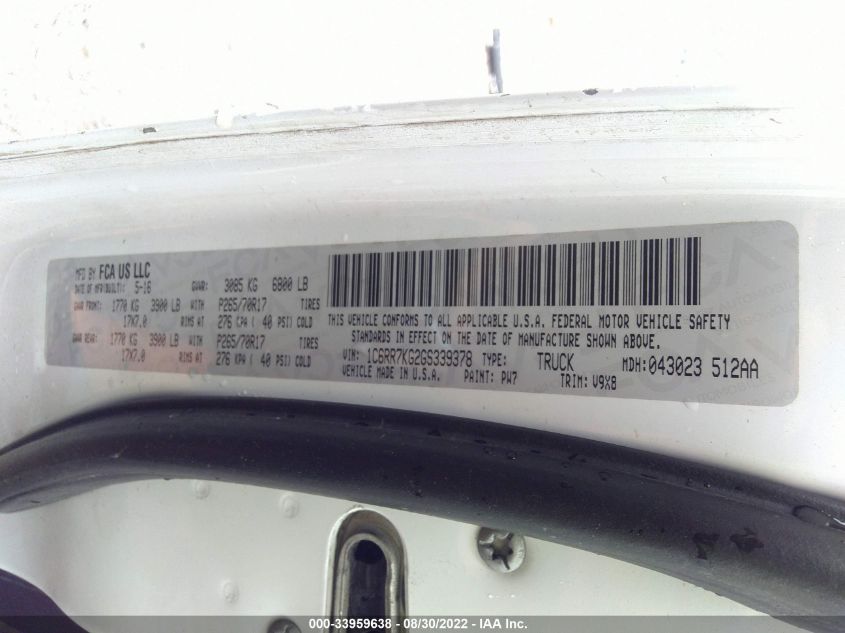 MFD BY FCA US LLC
DATE OF MFR(BUILT): 5-16 GVWR: 3085 KG 6800 LB
GAWR FRONT: 1770 KG 3900 LB WITH P265/70R17 TIRES
17X7.0 RIMS AT 276 KPA ( 40 PSI) COLD
GAWR REAR: 1770 KG 3900 LB WITH P265/70R17 TIRES
17X7.0 RIMS AT 276 KPA ( 40 PSI) COLD
THIS VEHICLE CONFORMS TO ALL APPLICABLE U.S.A. FEDERAL MOTOR VEHICLE SAFETY
STANDARDS IN EFFECT ON THE DATE OF MANUFACTURE SHOWN ABOVE.
VIN: 1C6RR7KG2GS339378 TYPE: TRUCK MDH: 043023 512AA
VEHICLE MADE IN U.S.A. PAINT: PW7 TRIM: V9X8
000-33959638 - 08/30/2022 - IAA Inc.